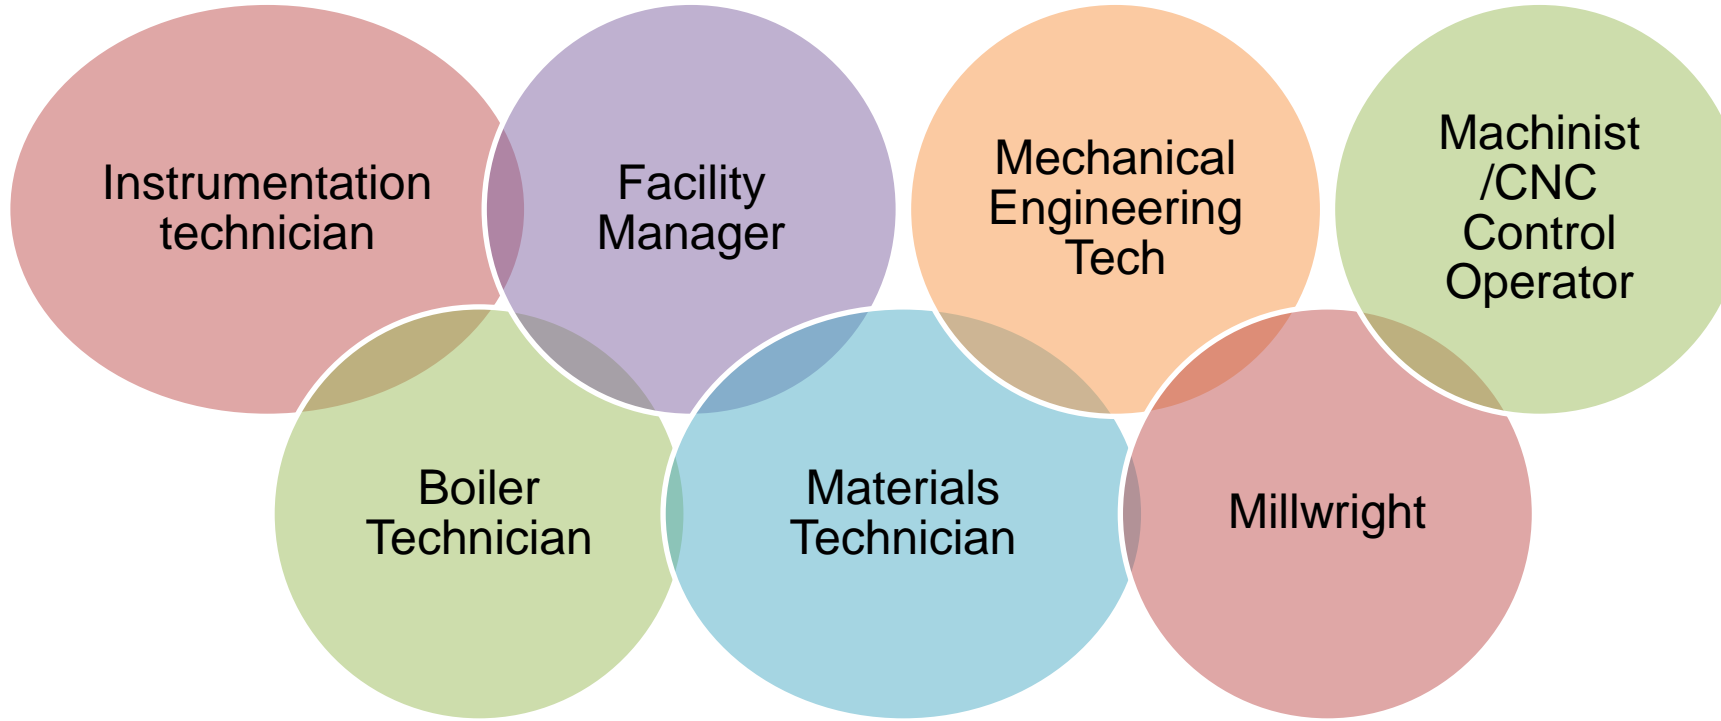 Instrumentation
technician
Facility
Manager
Mechanical
Engineering
Tech
Machinist
/CNC
Control
Operator
Boiler
Technician
Materials
Technician
Millwright